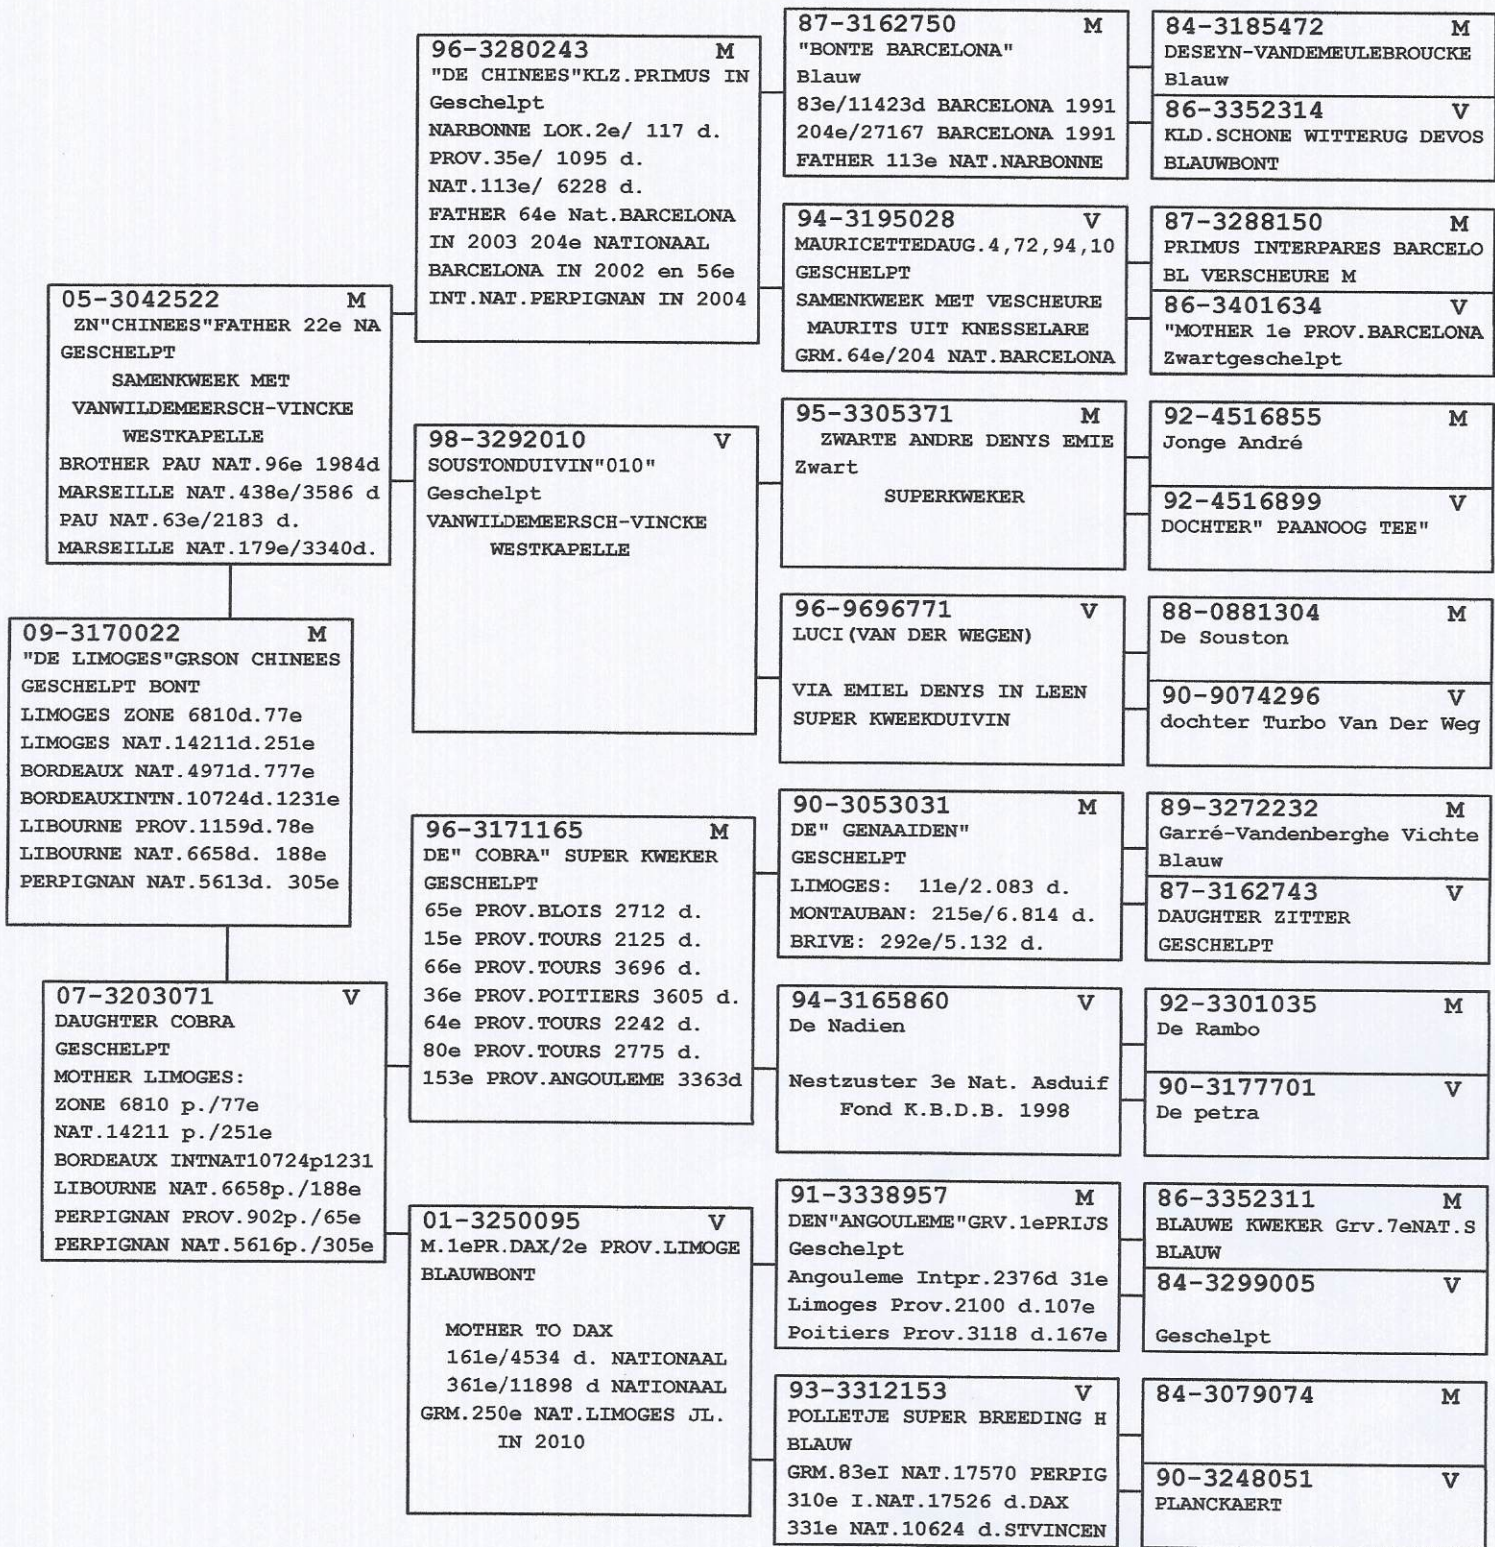 09-3170022 M
"DE LIMOGES"GRSON CHINEES
GESCHELPT BONT
LIMOGES ZONE 6810d.77e
LIMOGES NAT.14211d.251e
BORDEAUX NAT.4971d.777e
BORDEAUXINTN.10724d.1231e
LIBOURNE PROV.1159d.78e
LIBOURNE NAT.6658d. 188e
PERPIGNAN NAT.5613d. 305e
05-3042522 M
ZN"CHINEES"FATHER 22e NA
GESCHELPT
SAMENKWEEK MET
VANWILDEMEERSCH-VINCKE
WESTKAPELLE
BROTHER PAU NAT.96e 1984d
MARSEILLE NAT.438e/3586 d
PAU NAT.63e/2183 d.
MARSEILLE NAT.179e/3340d.
07-3203071 V
DAUGHTER COBRA
GESCHELPT
MOTHER LIMOGES:
ZONE 6810 p./77e
NAT.14211 p./251e
BORDEAUX INTNAT10724p1231
LIBOURNE NAT.6658p./188e
PERPIGNAN PROV.902p./65e
PERPIGNAN NAT.5616p./305e
96-3280243 M
"DE CHINEES"KLZ.PRIMUS IN
Geschelpt
NARBONNE LOK.2e/ 117 d.
PROV.35e/ 1095 d.
NAT.113e/ 6228 d.
FATHER 64e Nat.BARCELONA
IN 2003 204e NATIONAAL
BARCELONA IN 2002 en 56e
INT.NAT.PERPIGNAN IN 2004
98-3292010 V
SOUSTONDUIVIN"010"
Geschelpt
VANWILDEMEERSCH-VINCKE
WESTKAPELLE
96-3171165 M
DE" COBRA" SUPER KWEKER
GESCHELPT
65e PROV.BLOIS 2712 d.
15e PROV.TOURS 2125 d.
66e PROV.TOURS 3696 d.
36e PROV.POITIERS 3605 d.
64e PROV.TOURS 2242 d.
80e PROV.TOURS 2775 d.
153e PROV.ANGOULEME 3363d
01-3250095 V
M.1ePR.DAX/2e PROV.LIMOGE
BLAUWBONT
MOTHER TO DAX
161e/4534 d. NATIONAAL
361e/11898 d NATIONAAL
GRM.250e NAT.LIMOGES JL.
IN 2010
87-3162750 M
"BONTE BARCELONA"
Blauw
83e/11423d BARCELONA 1991
204e/27167 BARCELONA 1991
FATHER 113e NAT.NARBONNE
94-3195028 V
MAURICETTEDAUG.4,72,94,10
GESCHELPT
SAMENKWEEK MET VESCHEURE
MAURITS UIT KNESSELARE
GRM.64e/204 NAT.BARCELONA
95-3305371 M
ZWARTE ANDRE DENYS EMIE
Zwart
SUPERKWEKER
96-9696771 V
LUCI(VAN DER WEGEN)
VIA EMIEL DENYS IN LEEN
SUPER KWEEKDUIVIN
90-3053031 M
DE" GENAAIDEN"
GESCHELPT
LIMOGES: 11e/2.083 d.
MONTAUBAN: 215e/6.814 d.
BRIVE: 292e/5.132 d.
94-3165860 V
De Nadien
Nestzuster 3e Nat. Asduif
Fond K.B.D.B. 1998
91-3338957 M
DEN"ANGOULEME"GRV.1ePRIJS
Geschelpt
Angouleme Intpr.2376d 31e
Limoges Prov.2100 d.107e
Poitiers Prov.3118 d.167e
93-3312153 V
POLLETJE SUPER BREEDING H
BLAUW
GRM.83eI NAT.17570 PERPIG
310e I.NAT.17526 d.DAX
331e NAT.10624 d.STVINCEN
84-3185472 M
DESEYN-VANDEMEULEBROUCKE
Blauw
86-3352314 V
KLD.SCHONE WITTERUG DEVOS
BLAUWBONT
87-3288150 M
PRIMUS INTERPARES BARCELO
BL VERSCHEURE M
86-3401634 V
"MOTHER 1e PROV.BARCELONA
Zwartgeschelpt
92-4516855 M
Jonge André
92-4516899 V
DOCHTER" PAANOOG TEE"
88-0881304 M
De Souston
90-9074296 V
dochter Turbo Van Der Weg
89-3272232 M
Garré-Vandenberghe Vichte
Blauw
87-3162743 V
DAUGHTER ZITTER
GESCHELPT
92-3301035 M
De Rambo
90-3177701 V
De petra
86-3352311 M
BLAUWE KWEKER Grv.7eNAT.S
BLAUW
84-3299005 V
Geschelpt
84-3079074 M
90-3248051 V
PLANCKAERT